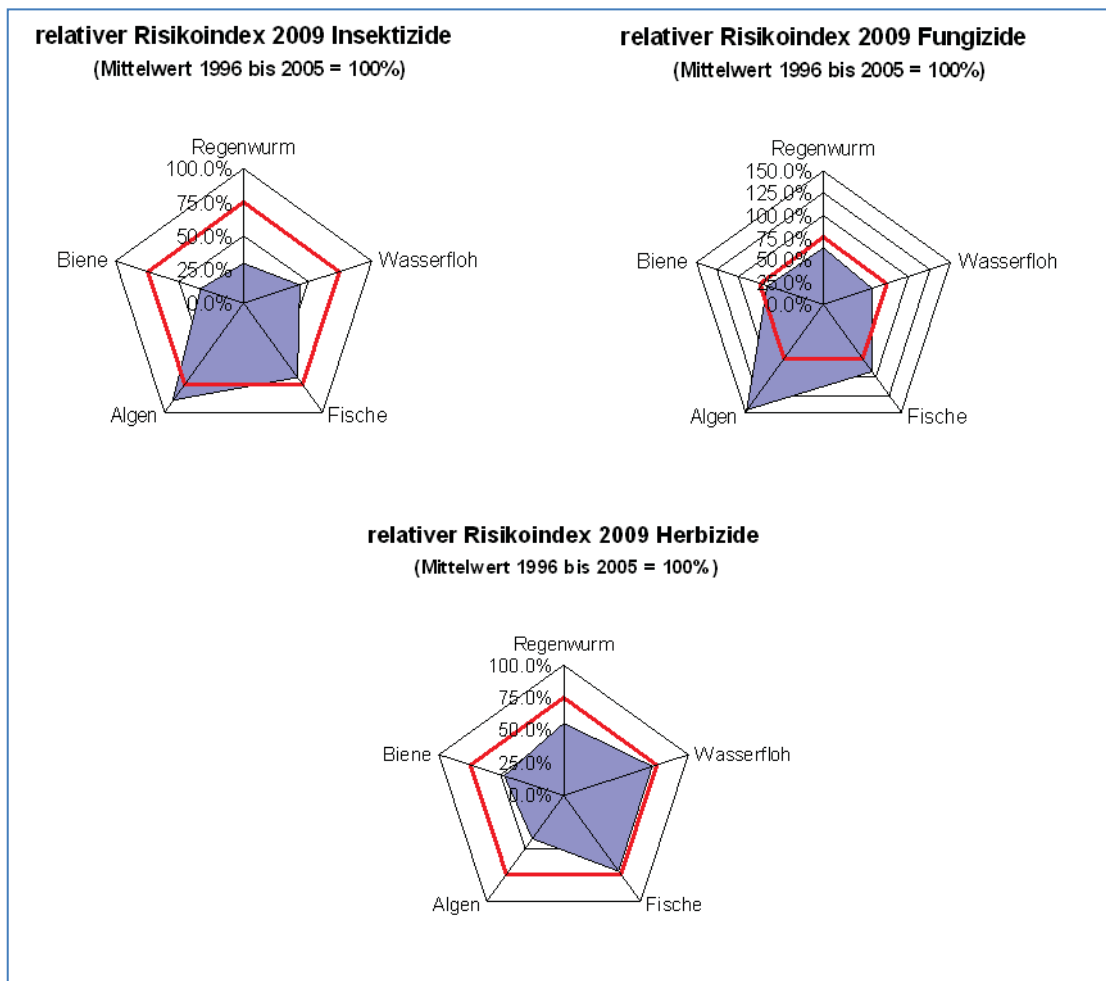 relativer Risikoindex 2009 Insektizide
(Mittelwert 1996 bis 2005 = 100%)
Regenwurm
100.0%
75.0%
50.0%
25.0%
0.0%
Biene
Wasserfloh
Algen
Fische
relativer Risikoindex 2009 Fungizide
(Mittelwert 1996 bis 2005 = 100%)
Regenwurm
150.0%
125.0%
100.0%
75.0%
50.0%
25.0%
0.0%
Biene
Wasserfloh
Algen
Fische
relativer Risikoindex 2009 Herbizide
(Mittelwert 1996 bis 2005 = 100%)
Regenwurm
100.0%
75.0%
50.0%
25.0%
0.0%
Biene
Wasserfloh
Algen
Fische